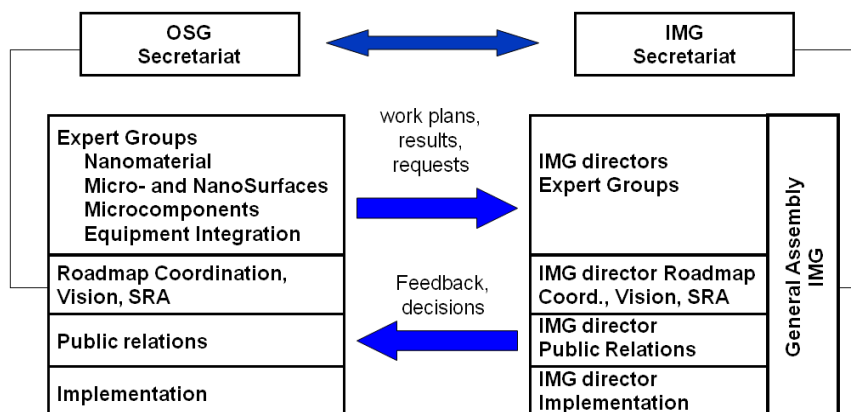 OSG
Secretariat
IMG
Secretariat
Expert Groups
Nanomaterial
Micro- and NanoSurfaces
Microcomponents
Equipment Integration
work plans,
results,
requests
IMG directors
Expert Groups
General Assembly
IMG
Roadmap Coordination,
Vision, SRA
Feedback,
decisions
IMG director Roadmap
Coord., Vision, SRA
Public relations
IMG director
Public Relations
Implementation
IMG director
Implementation